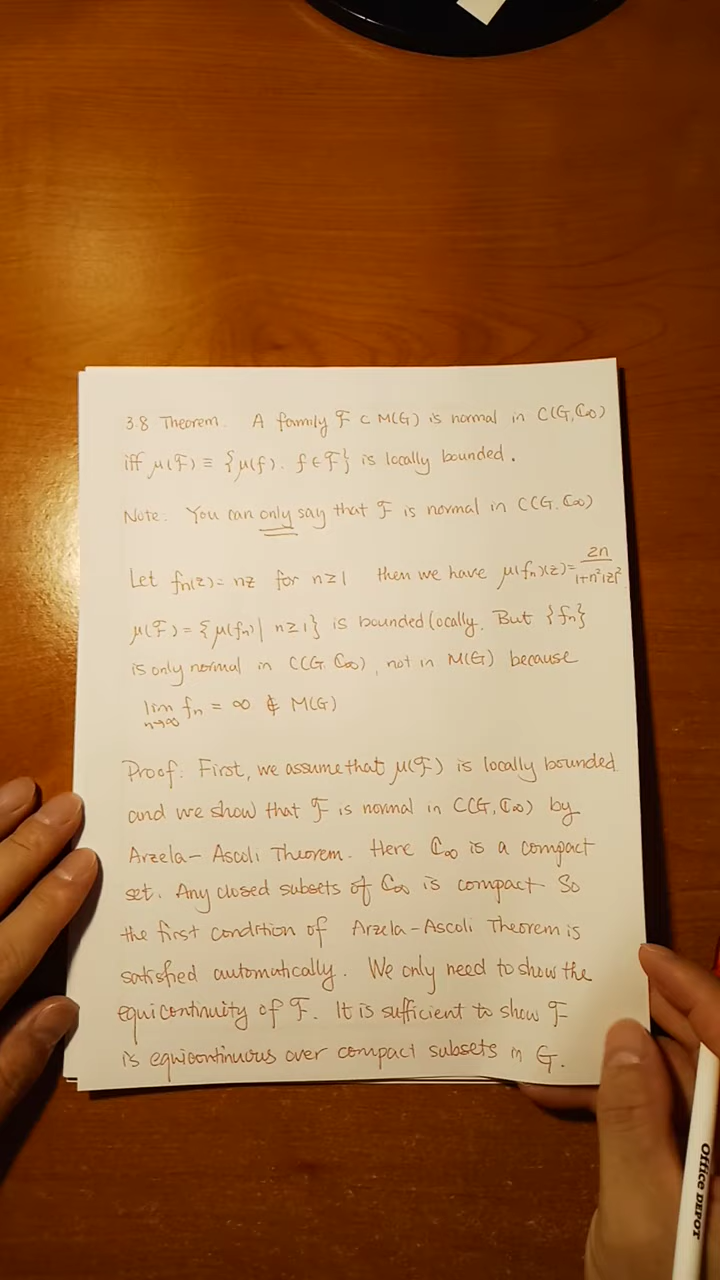 3.8 Theorem. A family F ⊂ M(G) is normal in C(G, C∞)
iff μ(F) ≡ {μ(f). f ∈ F} is locally bounded.
Note: You can only say that F is normal in C(G, C∞)
Let fn(z) = nz for n ≥ 1 then we have μ(fn)(z) = 2n / 1+n²|z|²
μ(F) = {μ(fn) | n ≥ 1} is bounded locally. But {fn}
is only normal in C(G, C∞), not in M(G) because
lim n→∞ fn = ∞ ∉ M(G)
Proof: First, we assume that μ(F) is locally bounded
and we show that F is normal in C(G, C∞) by
Arzela-Ascoli Theorem. Here C∞ is a compact
set. Any closed subsets of C∞ is compact. So
the first condition of Arzela-Ascoli Theorem is
satisfied automatically. We only need to show the
equicontinuity of F. It is sufficient to show F
is equicontinuous over compact subsets in G.
Office DEPOT